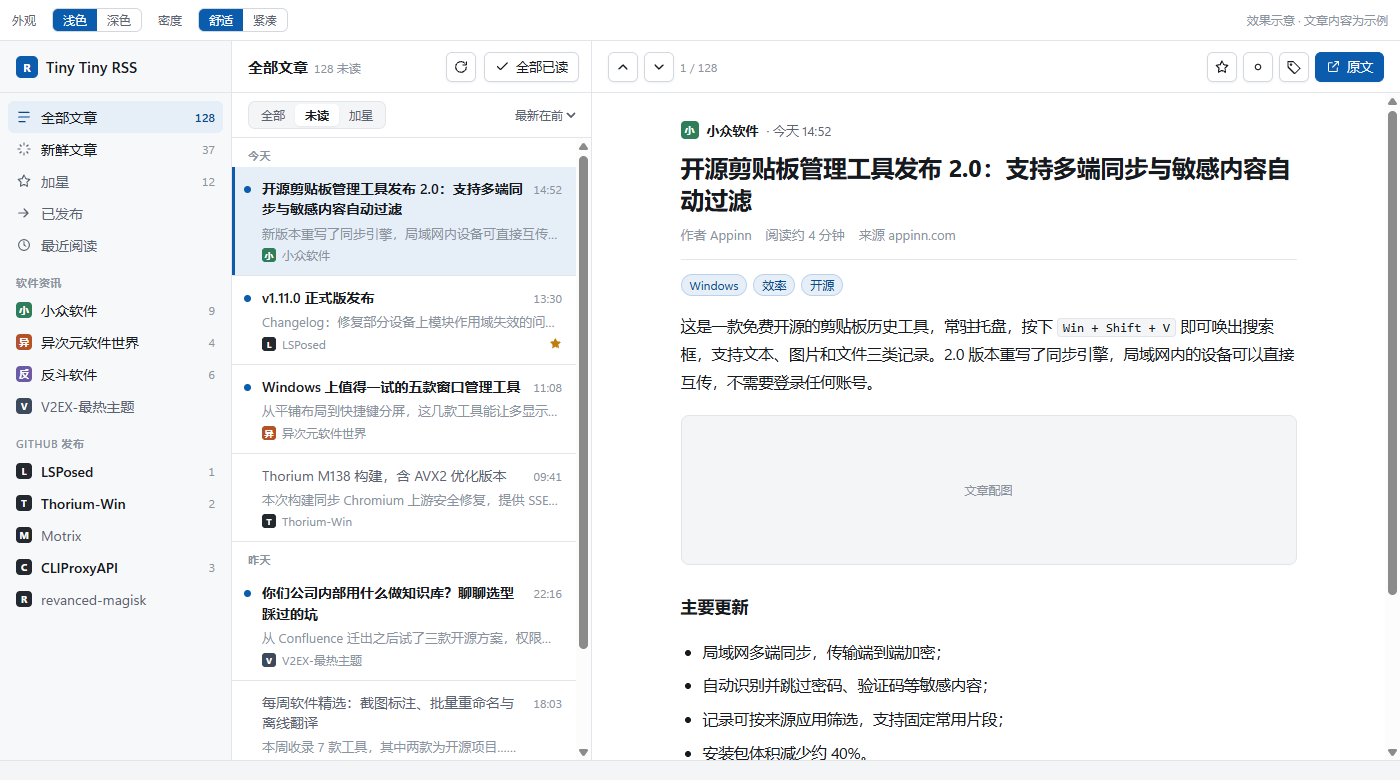 外观 浅色 深色 密度 舒适 紧凑 效果示意 · 文章内容为示例
R Tiny Tiny RSS
全部文章 128
新鲜文章 37
加星 12
已发布
最近阅读
软件资讯
小 小众软件 9
异 异次元软件世界 4
反 反斗软件 6
V V2EX-最热主题
GITHUB 发布
L LSPosed 1
T Thorium-Win 2
M Motrix
C CLIProxyAPI 3
R revanced-magisk
全部文章 128 未读 全部已读
全部 未读 加星 最新在前
今天
开源剪贴板管理工具发布 2.0：支持多端同 14:52
步与敏感内容自动过滤
新版本重写了同步引擎，局域网内设备可直接互传...
小 小众软件
v1.11.0 正式版发布 13:30
Changelog：修复部分设备上模块作用域失效的问...
L LSPosed
Windows 上值得一试的五款窗口管理工具 11:08
从平铺布局到快捷键分屏，这几款工具能让多显示...
异 异次元软件世界
Thorium M138 构建，含 AVX2 优化版本 09:41
本次构建同步 Chromium 上游安全修复，提供 SSE...
T Thorium-Win
昨天
你们公司内部用什么做知识库？聊聊选型 22:16
踩过的坑
从 Confluence 迁出之后试了三款开源方案，权限...
V V2EX-最热主题
每周软件精选：截图标注、批量重命名与 18:03
离线翻译
本周收录 7 款工具，其中两款为开源项目......
1 / 128 原文
小 小众软件 · 今天 14:52
开源剪贴板管理工具发布 2.0：支持多端同步与敏感内容自
动过滤
作者 Appinn 阅读约 4 分钟 来源 appinn.com
Windows 效率 开源
这是一款免费开源的剪贴板历史工具，常驻托盘，按下 Win + Shift + V 即可唤出搜索
框，支持文本、图片和文件三类记录。2.0 版本重写了同步引擎，局域网内的设备可以直接
互传，不需要登录任何账号。
文章配图
主要更新
• 局域网多端同步，传输端到端加密；
• 自动识别并跳过密码、验证码等敏感内容；
• 记录可按来源应用筛选，支持固定常用片段；
• 安装包体积减少约 40%。